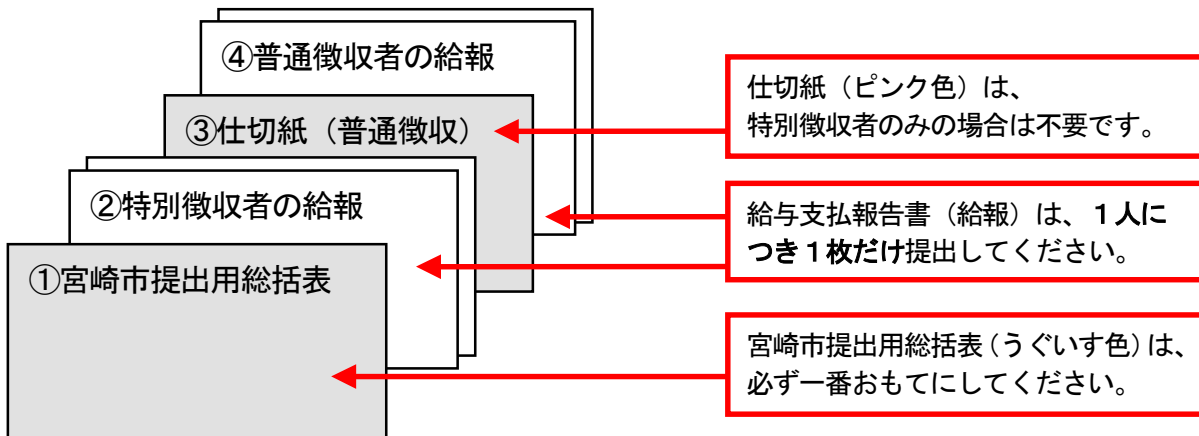 ④普通徴収者の給報
③仕切紙（普通徴収）
②特別徴収者の給報
①宮崎市提出用総括表
仕切紙（ピンク色）は、
特別徴収者のみの場合は不要です。
給与支払報告書（給報）は、１人に
つき１枚だけ提出してください。
宮崎市提出用総括表（うぐいす色）は、
必ず一番おもてにしてください。